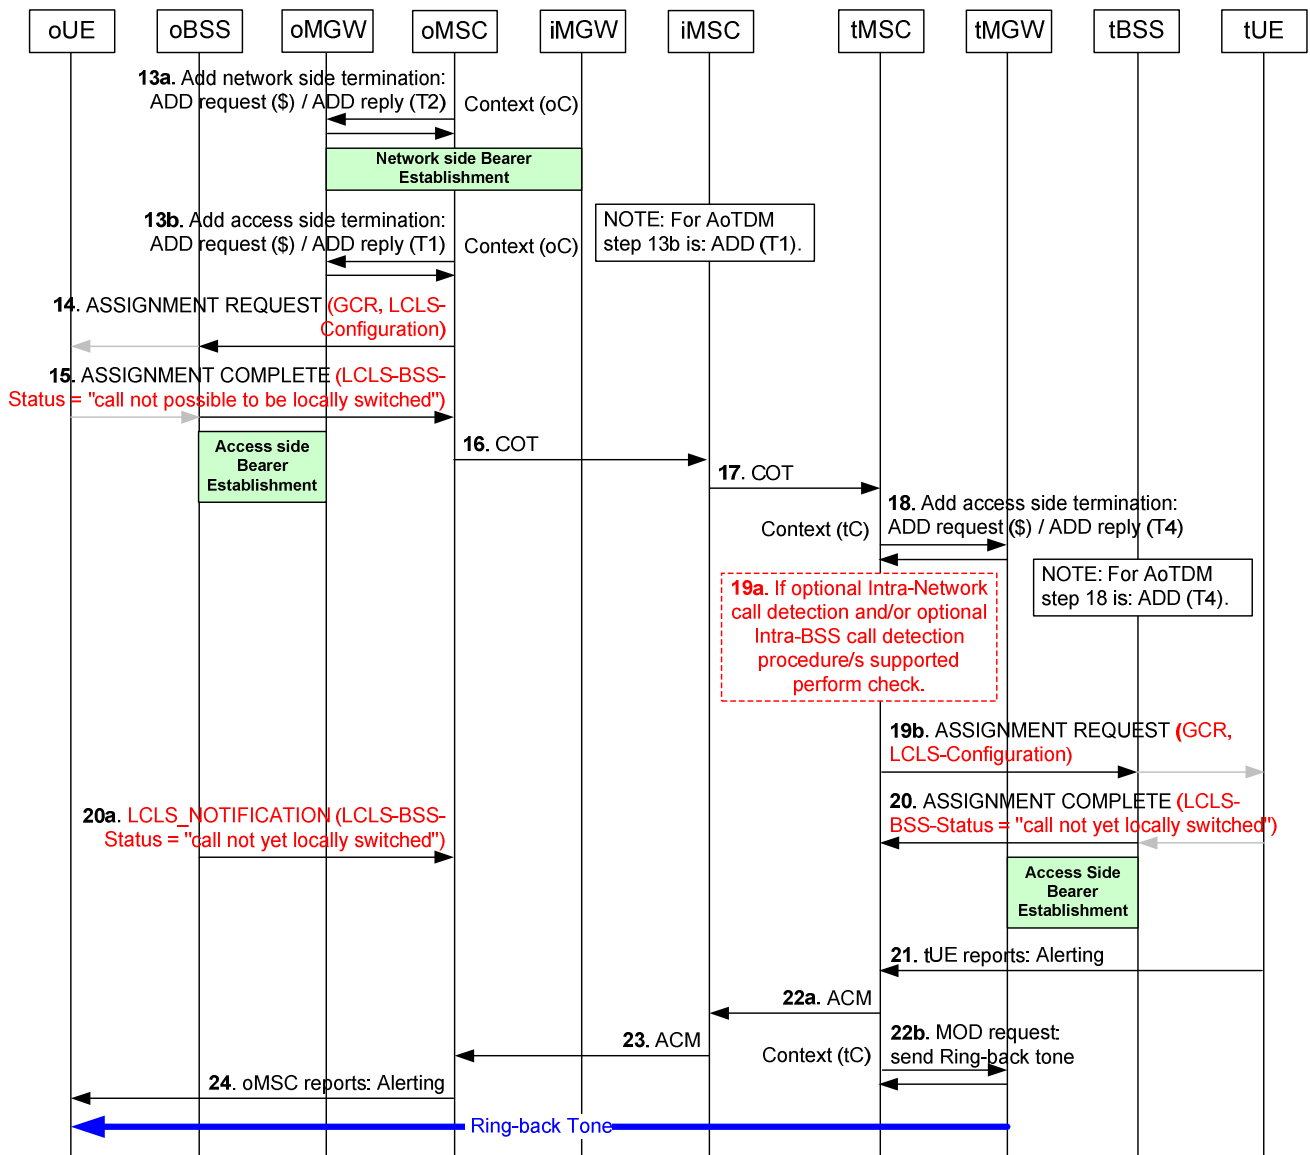 oUE oBSS oMGW oMSC iMGW iMSC tMSC tMGW tBSS tUE
13a. Add network side termination:
ADD request ($) / ADD reply (T2)
Context (oC)
Network side Bearer
Establishment
13b. Add access side termination:
ADD request ($) / ADD reply (T1)
Context (oC)
NOTE: For AoTDM
step 13b is: ADD (T1).
14. ASSIGNMENT REQUEST (GCR, LCLS-
Configuration)
15. ASSIGNMENT COMPLETE (LCLS-BSS-
Status = "call not possible to be locally switched")
Access side
Bearer
Establishment
16. COT
17. COT
18. Add access side termination:
ADD request ($) / ADD reply (T4)
Context (tC)
NOTE: For AoTDM
step 18 is: ADD (T4).
19a. If optional Intra-Network
call detection and/or optional
Intra-BSS call detection
procedure/s supported
perform check.
19b. ASSIGNMENT REQUEST (GCR,
LCLS-Configuration)
20. ASSIGNMENT COMPLETE (LCLS-
BSS-Status = "call not yet locally switched")
20a. LCLS_NOTIFICATION (LCLS-BSS-
Status = "call not yet locally switched")
Access Side
Bearer
Establishment
21. tUE reports: Alerting
22a. ACM
22b. MOD request:
send Ring-back tone
Context (tC)
23. ACM
24. oMSC reports: Alerting
Ring-back Tone